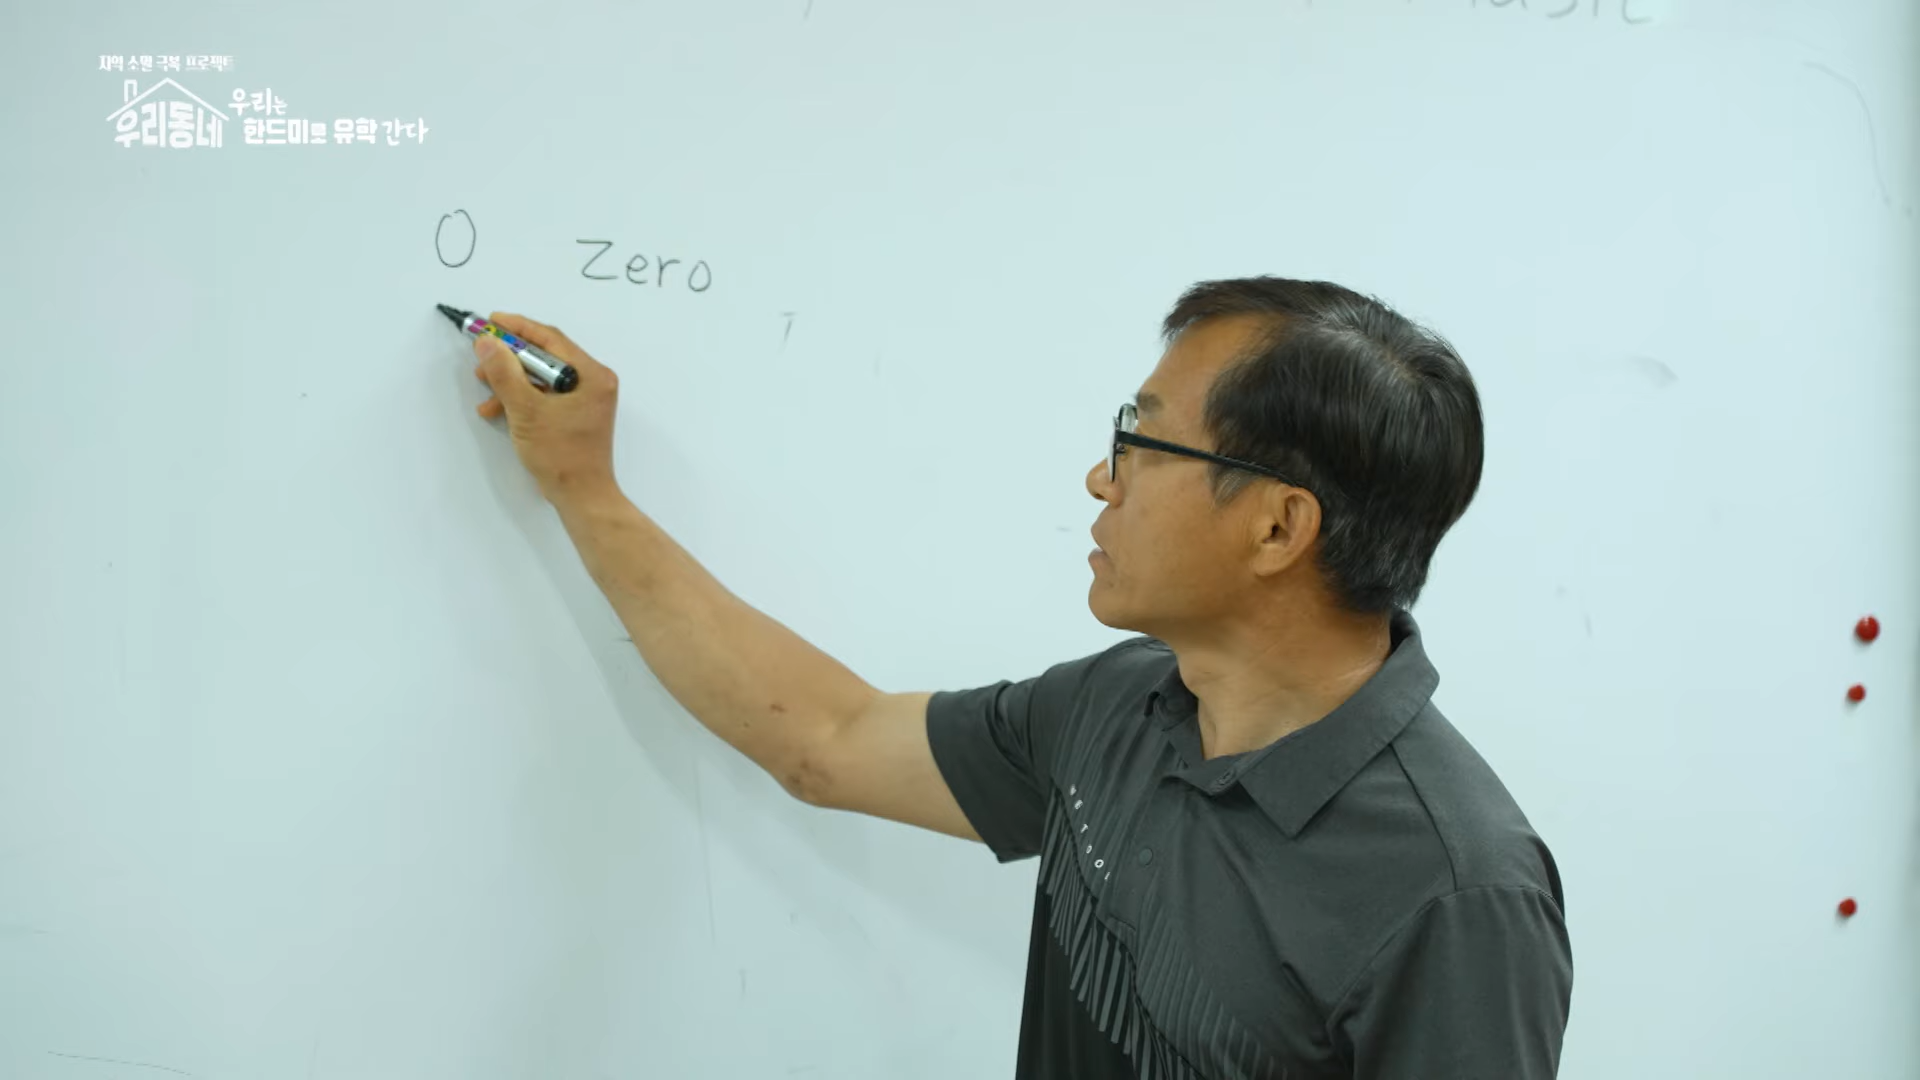 지역 소멸 극복 프로젝트
우리동네
우리는
한드미로 유학 간다
0 Zero